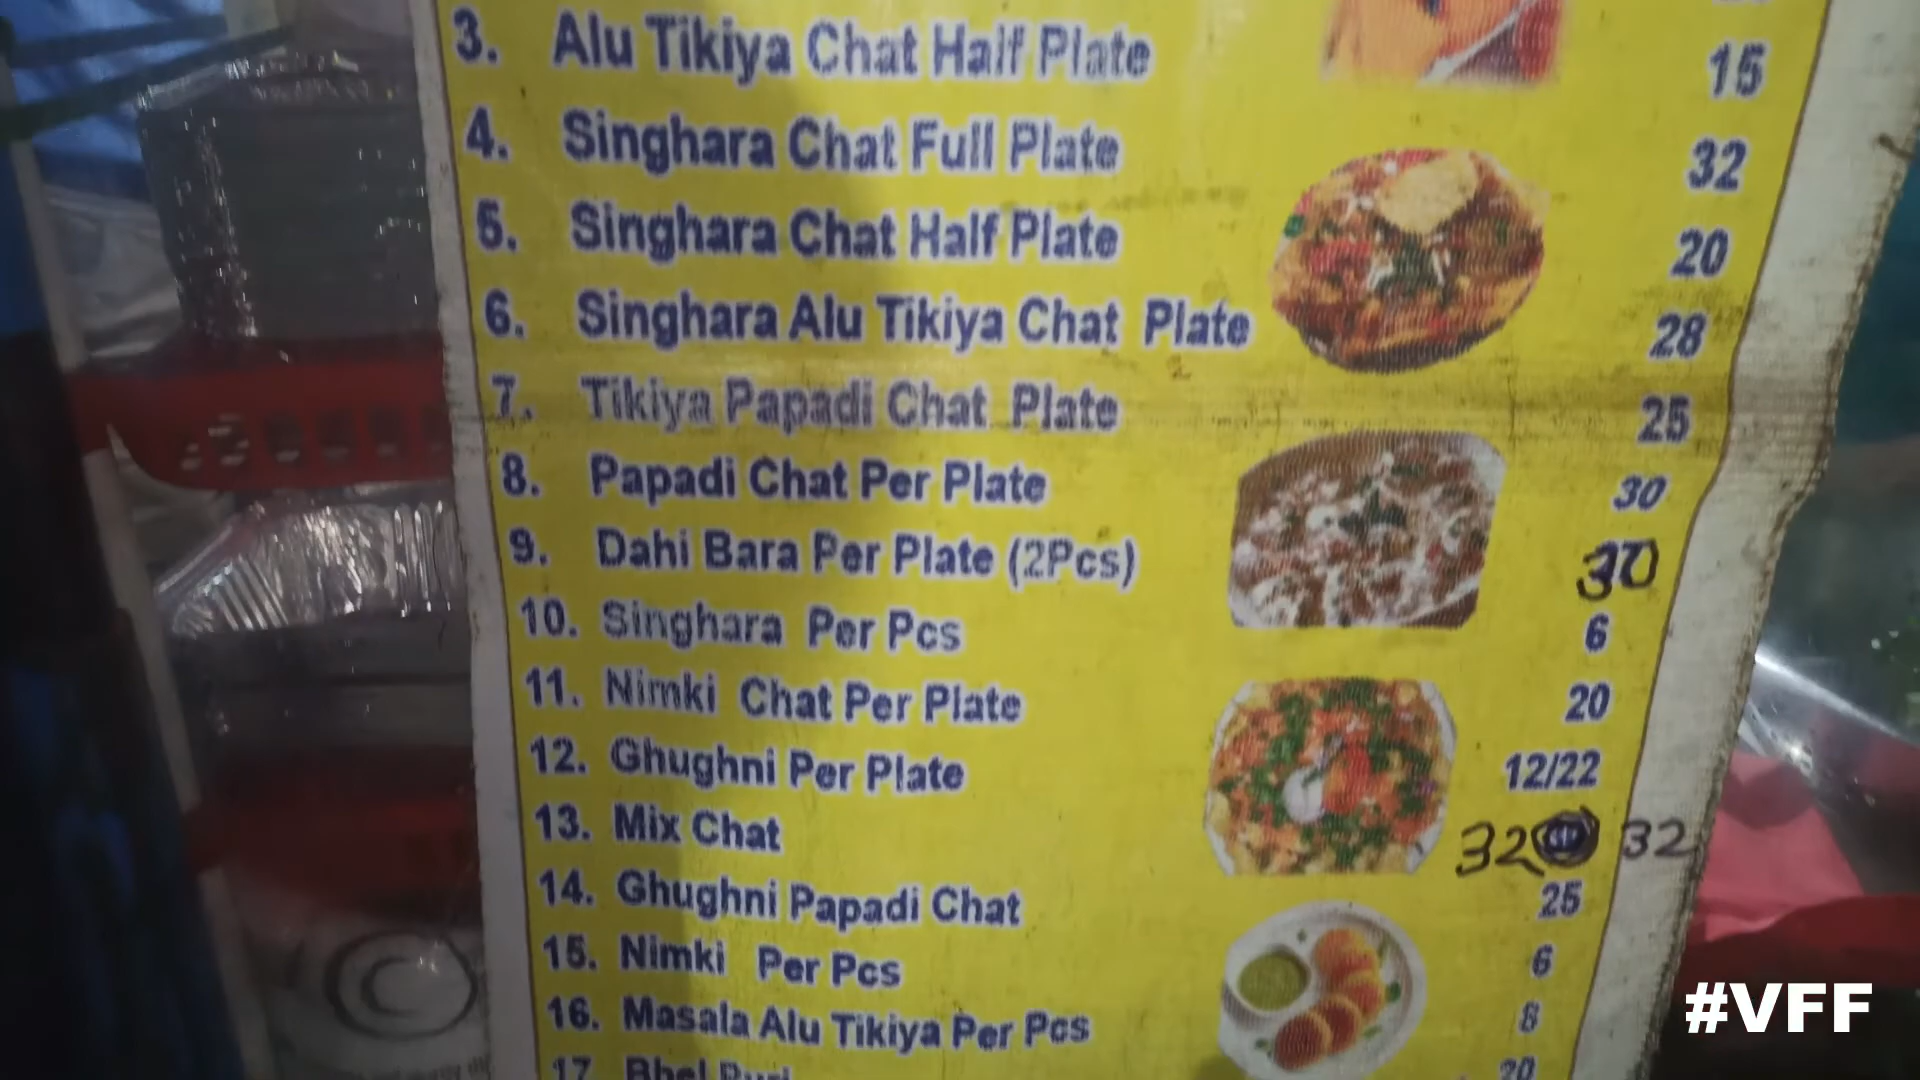 3. Alu Tikiya Chat Half Plate 15
4. Singhara Chat Full Plate 32
5. Singhara Chat Half Plate 20
6. Singhara Alu Tikiya Chat Plate 28
7. Tikiya Papadi Chat Plate 25
8. Papadi Chat Per Plate 30
9. Dahi Bara Per Plate (2Pcs) 30
10. Singhara Per Pcs 6
11. Nimki Chat Per Plate 20
12. Ghughni Per Plate 12/22
13. Mix Chat 32 32
14. Ghughni Papadi Chat 25
15. Nimki Per Pcs 6
16. Masala Alu Tikiya Per Pcs 8
17. Bhel Puri 20
#VFF